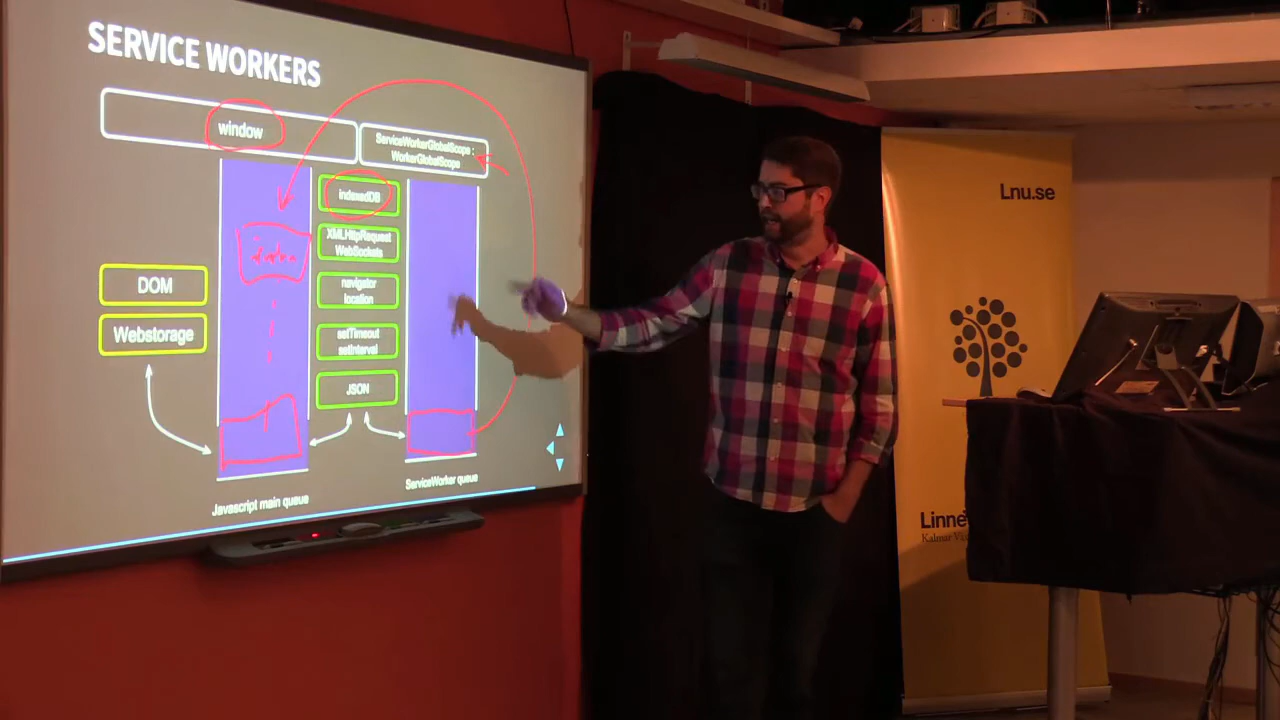 SERVICE WORKERS
window
ServiceWorkerGlobalScope :
WorkerGlobalScope
indexedDB
XMLHttpRequest
WebSockets
navigator
location
setTimeout
setInterval
JSON
DOM
Webstorage
Javascript main queue
ServiceWorker queue
Lnu.se